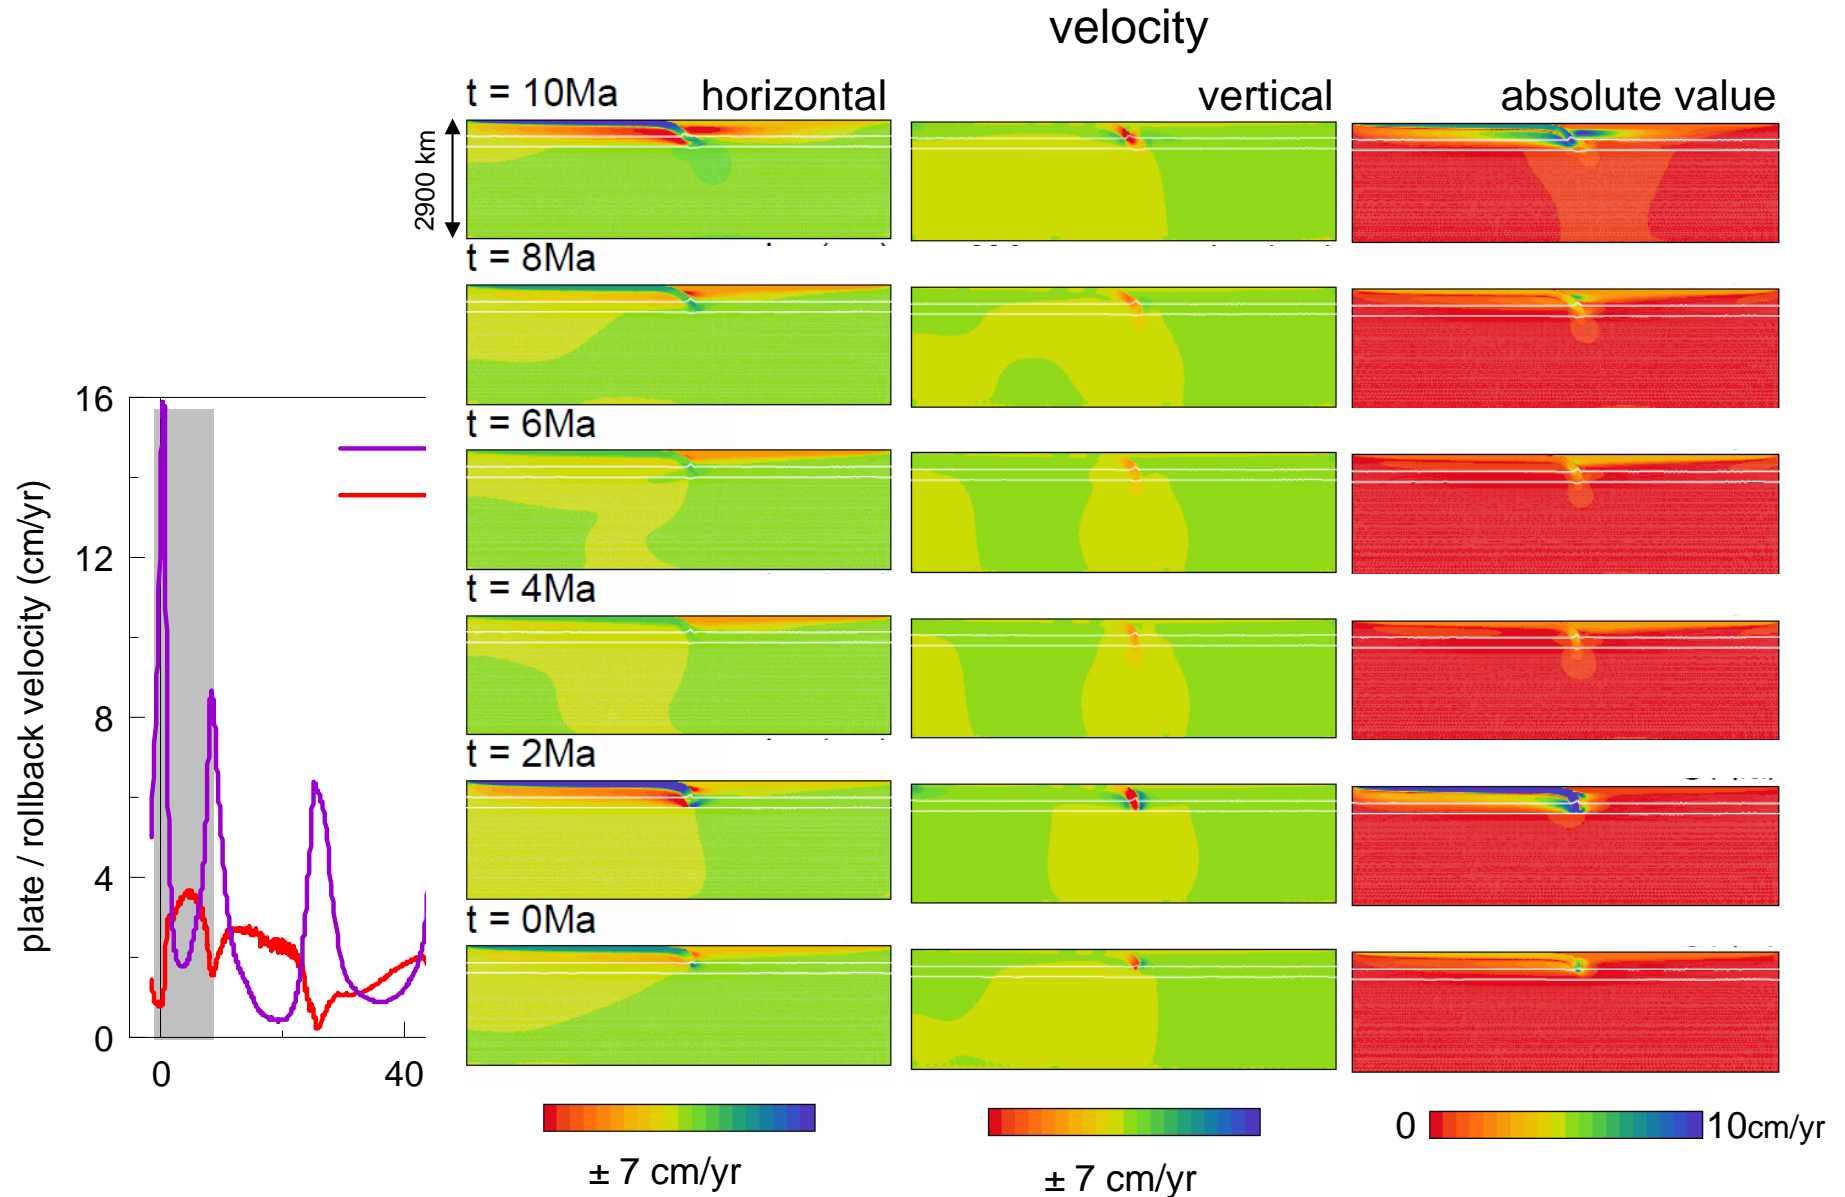 velocity
t = 10Ma
horizontal
vertical
absolute value
2900 km
t = 8Ma
t = 6Ma
t = 4Ma
t = 2Ma
t = 0Ma
plate / rollback velocity (cm/yr)
16
12
8
4
0
0
40
± 7 cm/yr
± 7 cm/yr
0
10cm/yr